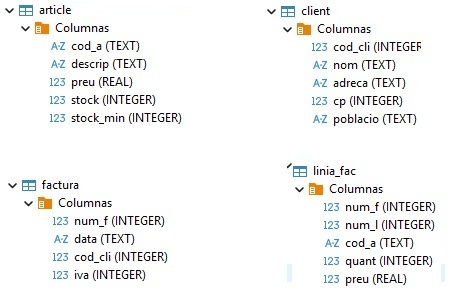 article
Columnas
A-Z cod_a (TEXT)
A-Z descrip (TEXT)
123 preu (REAL)
123 stock (INTEGER)
123 stock_min (INTEGER)
client
Columnas
123 cod_cli (INTEGER
A-Z nom (TEXT)
A-Z adreca (TEXT)
123 cp (INTEGER)
A-Z poblacio (TEXT)
factura
Columnas
123 num_f (INTEGER)
A-Z data (TEXT)
123 cod_cli (INTEGER)
123 iva (INTEGER)
linia_fac
Columnas
123 num_f (INTEGER)
123 num_l (INTEGER)
A-Z cod_a (TEXT)
123 quant (INTEGER)
123 preu (REAL)